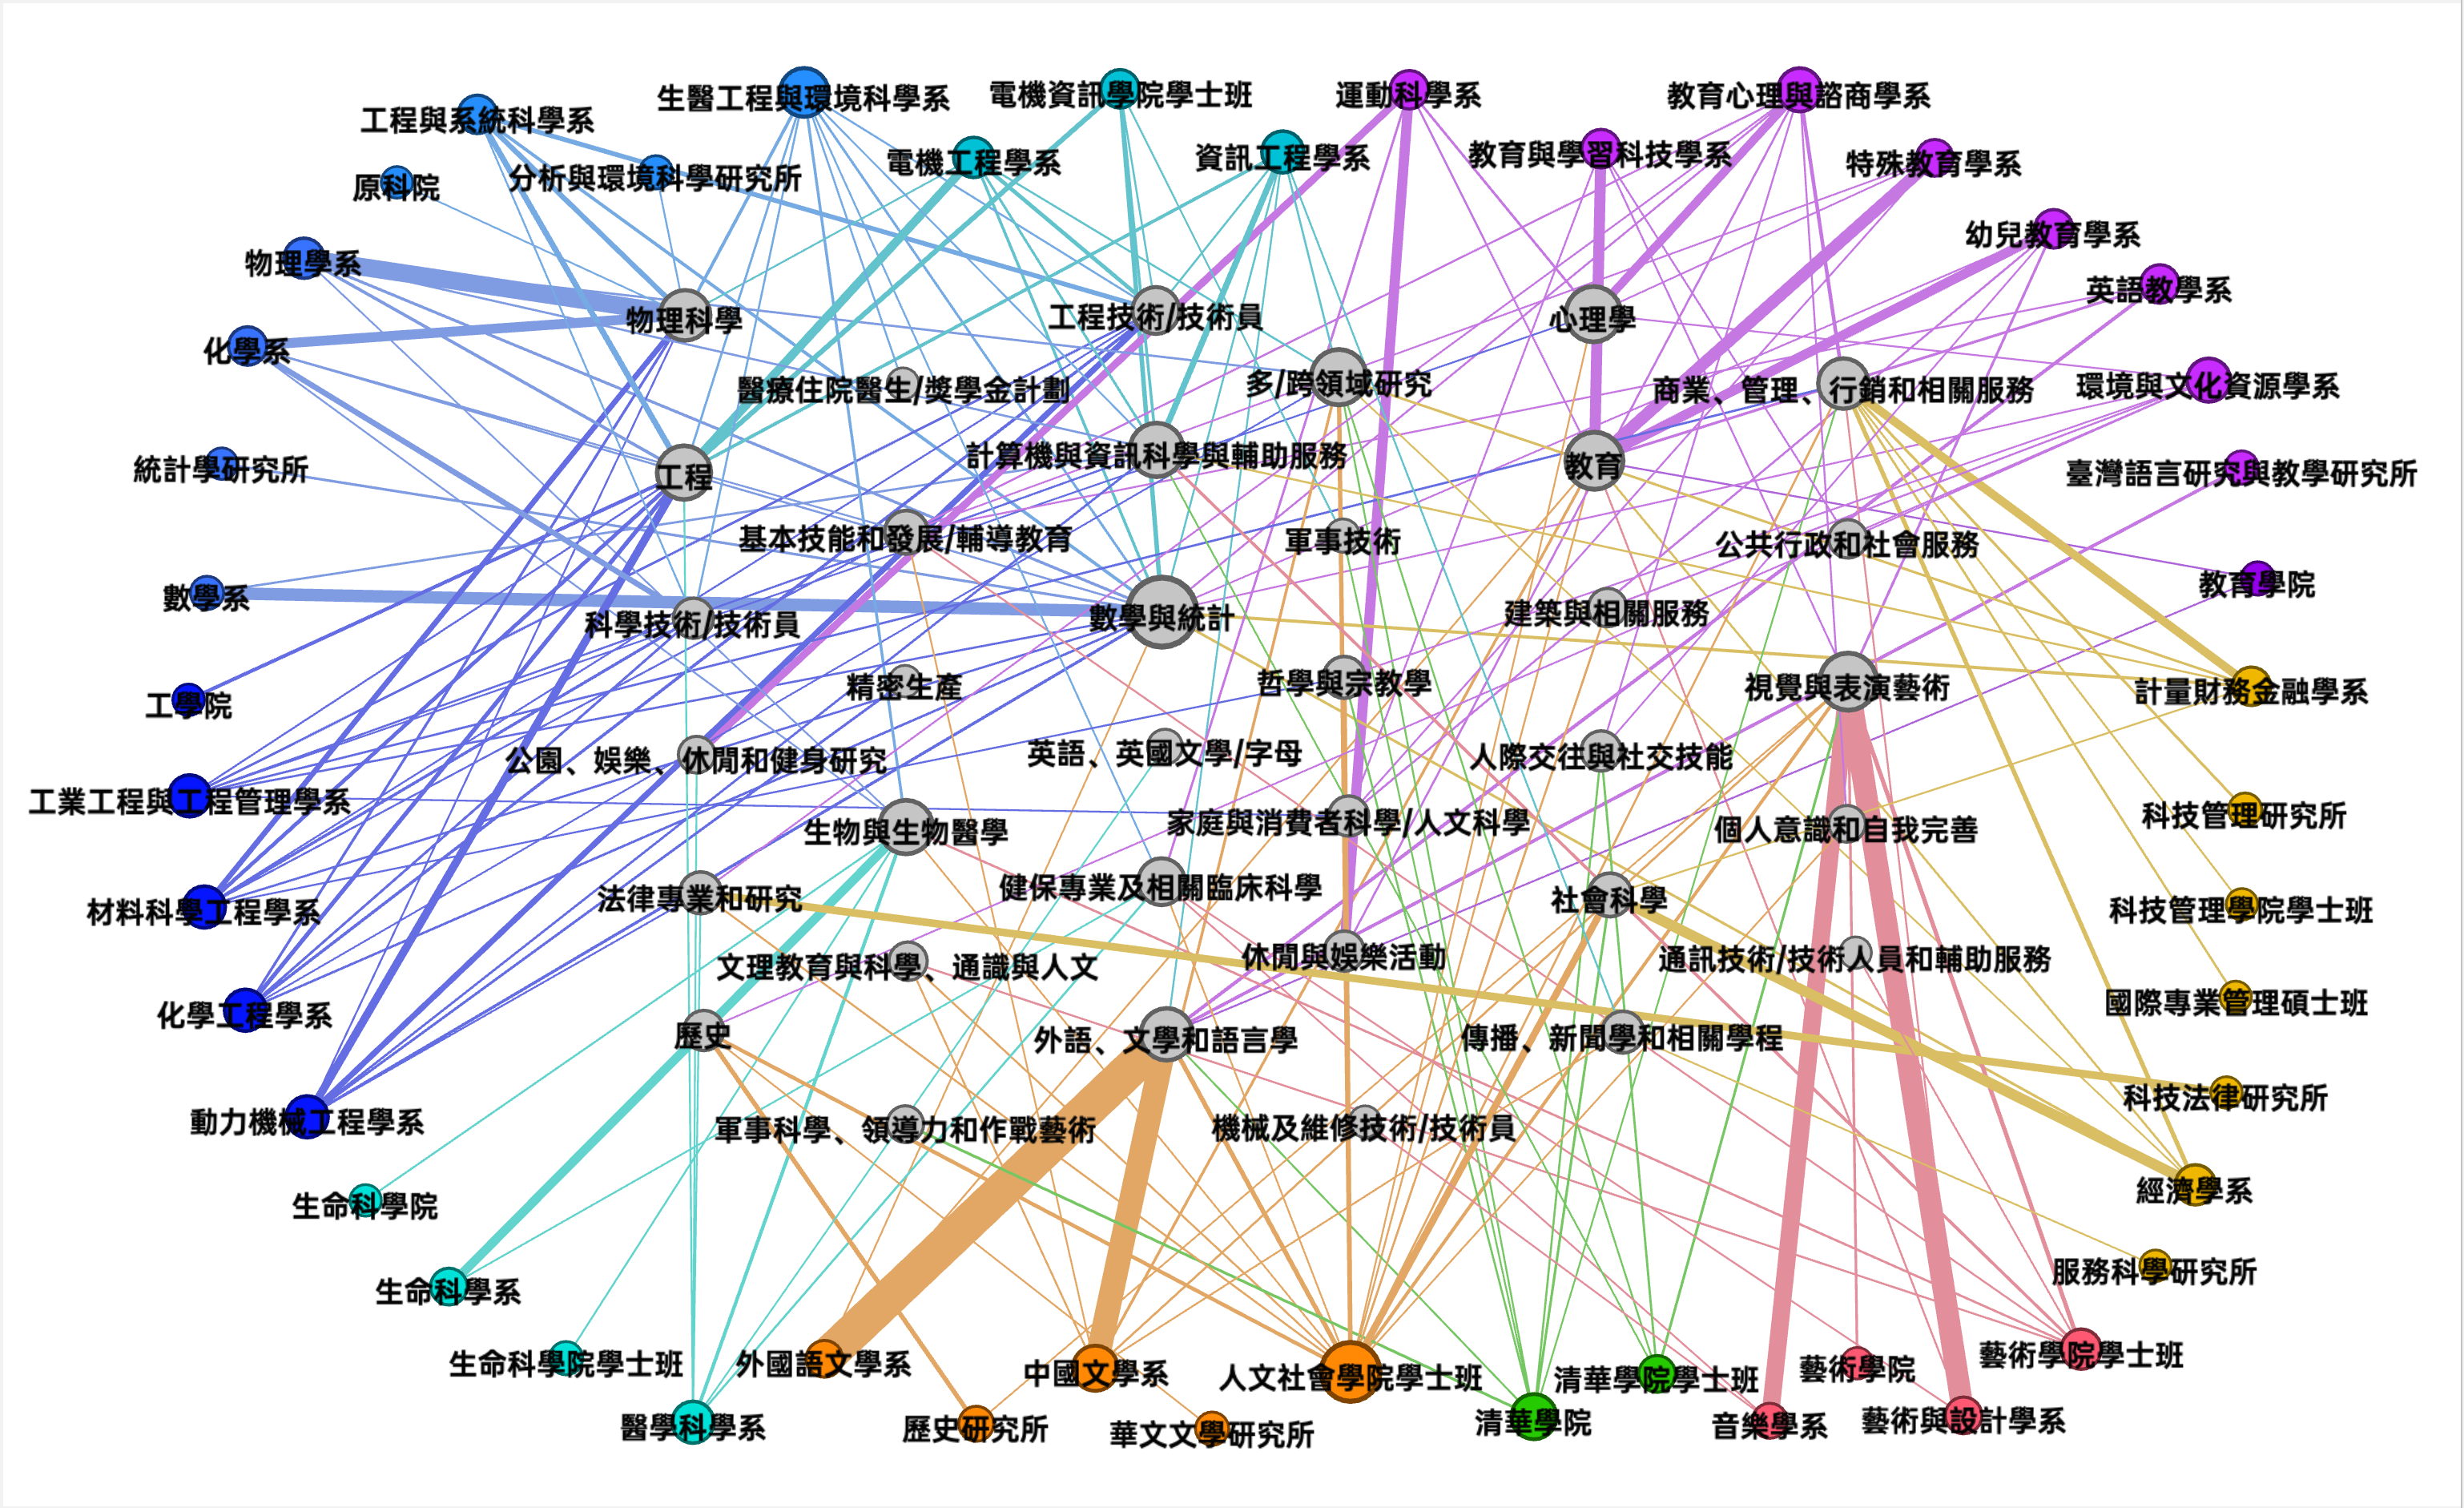 電機資訊學院學士班
運動科學系
教育心理與諮商學系
生醫工程與環境科學系
工程與系統科學系
教育與學習科技學系
資訊工程學系
電機工程學系
特殊教育學系
分析與環境科學研究所
原科院
幼兒教育學系
物理學系
英語教學系
工程技術/技術員
物理科學
心理學
化學系
多/跨領域研究
環境與文化資源學系
醫療住院醫生/獎學金計劃
商業、管理、行銷和相關服務
計算機與資訊科學與輔助服務
教育
統計學研究所
臺灣語言研究與教學研究所
工程
基本技能和發展/輔導教育
軍事技術
公共行政和社會服務
教育學院
數學系
建築與相關服務
數學與統計
科學技術/技術員
哲學與宗教學
精密生產
視覺與表演藝術
計量財務金融學系
工學院
英語、英國文學/字母
人際交往與社交技能
公園、娛樂、休閒和健身研究
工業工程與工程管理學系
科技管理研究所
家庭與消費者科學/人文科學
個人意識和自我完善
生物與生物醫學
健保專業及相關臨床科學
法律專業和研究
社會科學
科技管理學院學士班
材料科學工程學系
休閒與娛樂活動
通訊技術/技術人員和輔助服務
文理教育與科學、通識與人文
國際專業管理碩士班
化學工程學系
歷史
外語、文學和語言學
傳播、新聞學和相關學程
科技法律研究所
動力機械工程學系
軍事科學、領導力和作戰藝術
機械及維修技術/技術員
經濟學系
生命科學院
服務科學研究所
生命科學系
藝術學院學士班
生命科學院學士班
外國語文學系
中國文學系
人文社會學院學士班
清華學院學士班
藝術學院
醫學科學系
歷史研究所
華文文學研究所
清華學院
音樂學系
藝術與設計學系